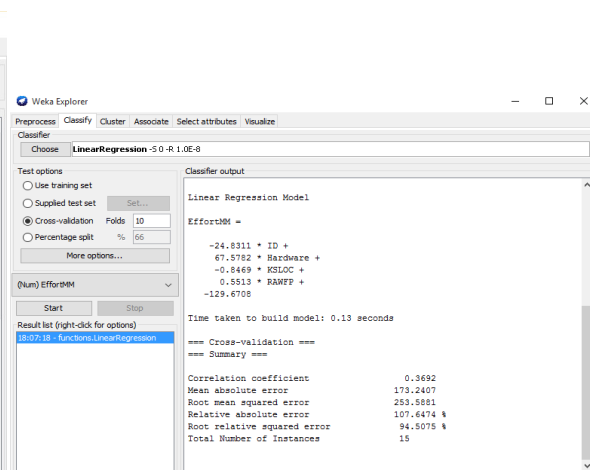 Weka Explorer
Preprocess Classify Cluster Associate Select attributes Visualize
Classifier
Choose LinearRegression -S 0 -R 1.0E-8
Test options
Use training set
Supplied test set Set...
Cross-validation Folds 10
Percentage split % 66
More options...
(Num) EffortMM
Start Stop
Result list (right-click for options)
18:07:18 - functions.LinearRegression
Classifier output
Linear Regression Model
EffortMM =
-24.8311 * ID +
67.5782 * Hardware +
-0.8469 * KSLOC +
0.5513 * RAWFP +
-129.6708
Time taken to build model: 0.13 seconds
=== Cross-validation ===
=== Summary ===
Correlation coefficient 0.3692
Mean absolute error 173.2407
Root mean squared error 253.5881
Relative absolute error 107.6474 %
Root relative squared error 94.5075 %
Total Number of Instances 15